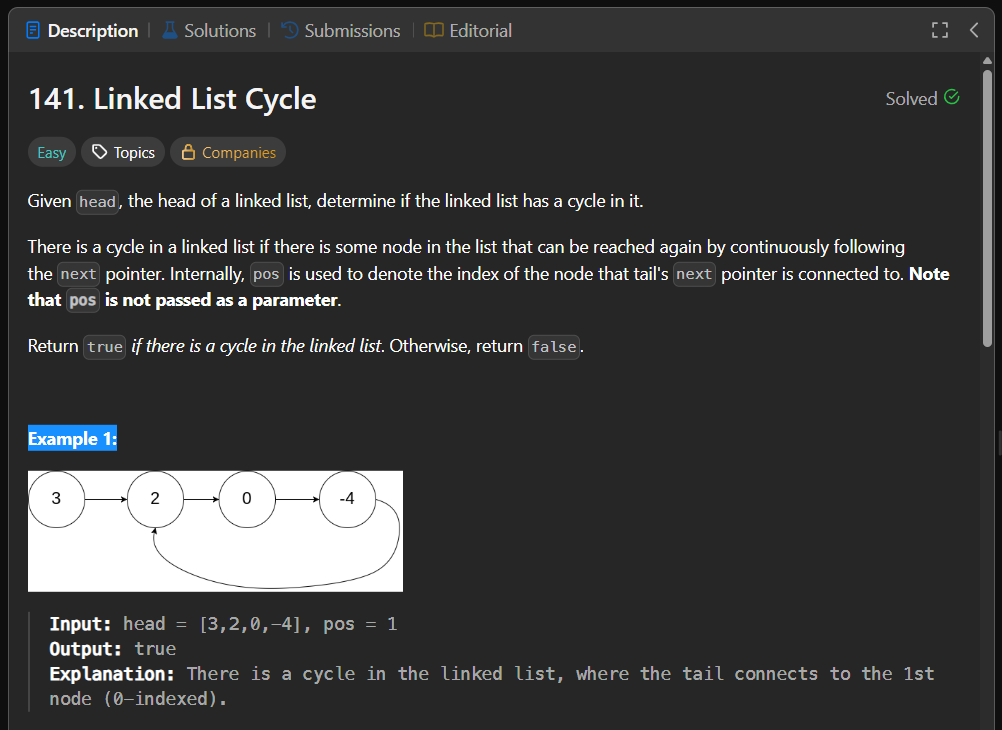 Description | Solutions | Submissions | Editorial
141. Linked List Cycle
Solved
Easy Topics Companies
Given head, the head of a linked list, determine if the linked list has a cycle in it.
There is a cycle in a linked list if there is some node in the list that can be reached again by continuously following
the next pointer. Internally, pos is used to denote the index of the node that tail's next pointer is connected to. Note
that pos is not passed as a parameter.
Return true if there is a cycle in the linked list. Otherwise, return false.
Example 1:
3 2 0 -4
Input: head = [3,2,0,-4], pos = 1
Output: true
Explanation: There is a cycle in the linked list, where the tail connects to the 1st
node (0-indexed).